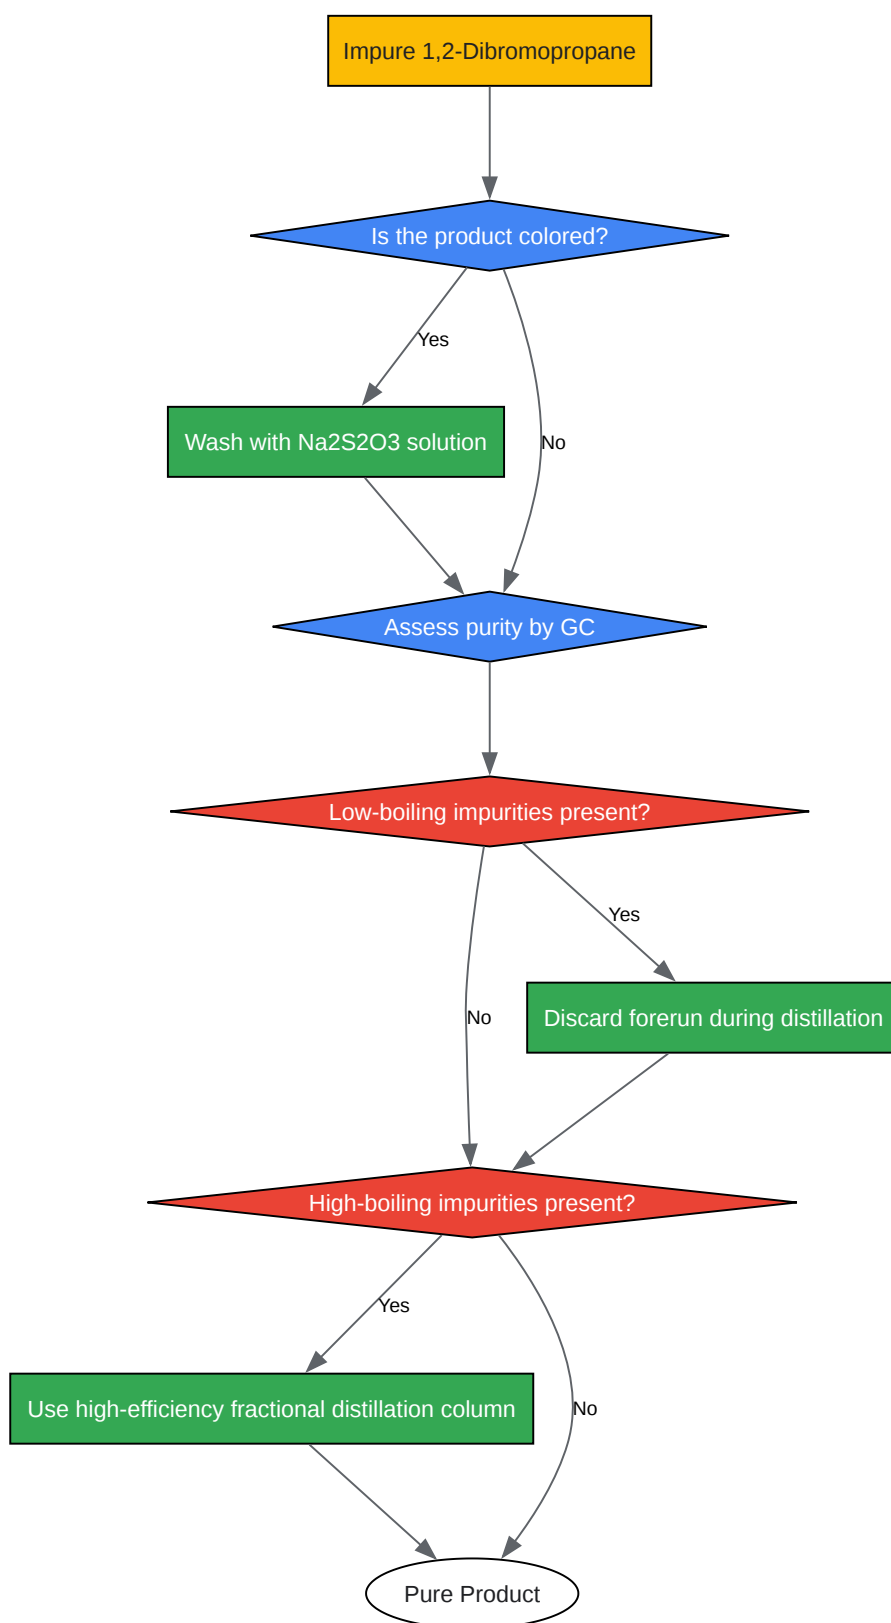 Impure 1,2-Dibromopropane
Is the product colored?
Yes
Wash with Na2S2O3 solution
No
Assess purity by GC
Low-boiling impurities present?
Yes
No
Discard forerun during distillation
High-boiling impurities present?
Yes
Use high-efficiency fractional distillation column
No
Pure Product